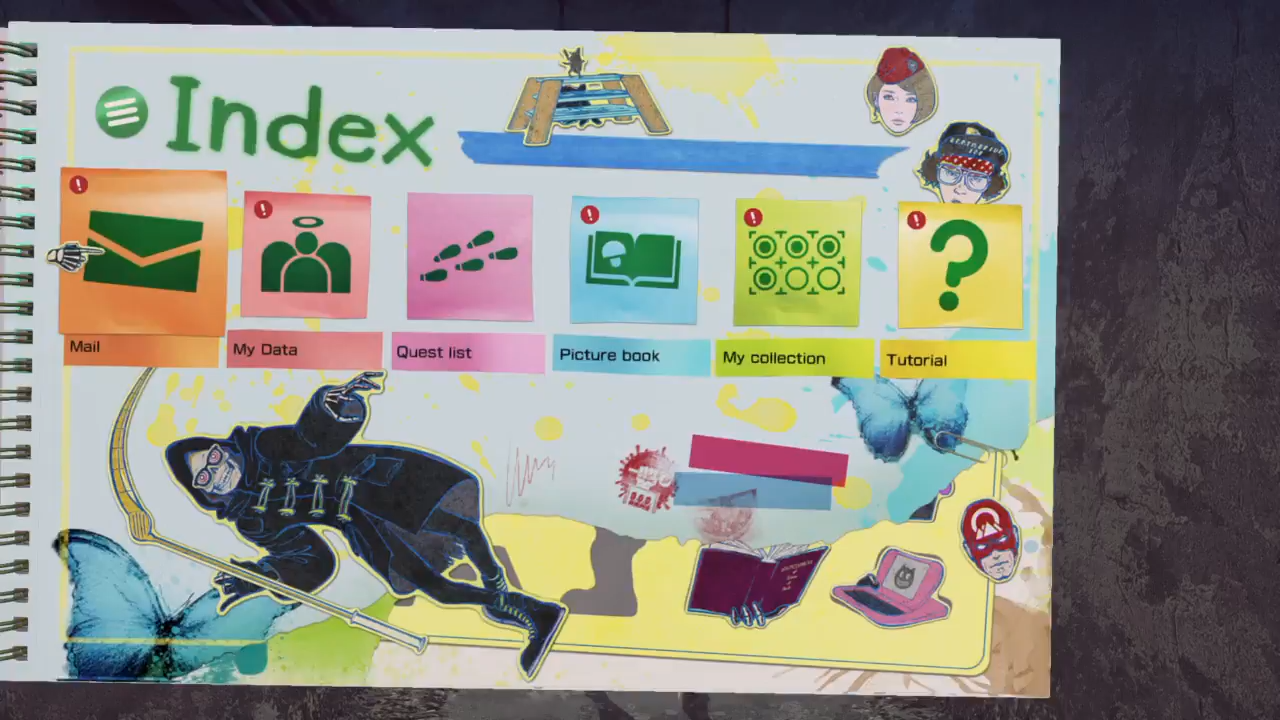 Index
Mail
My Data
Quest list
Picture book
My collection
Tutorial